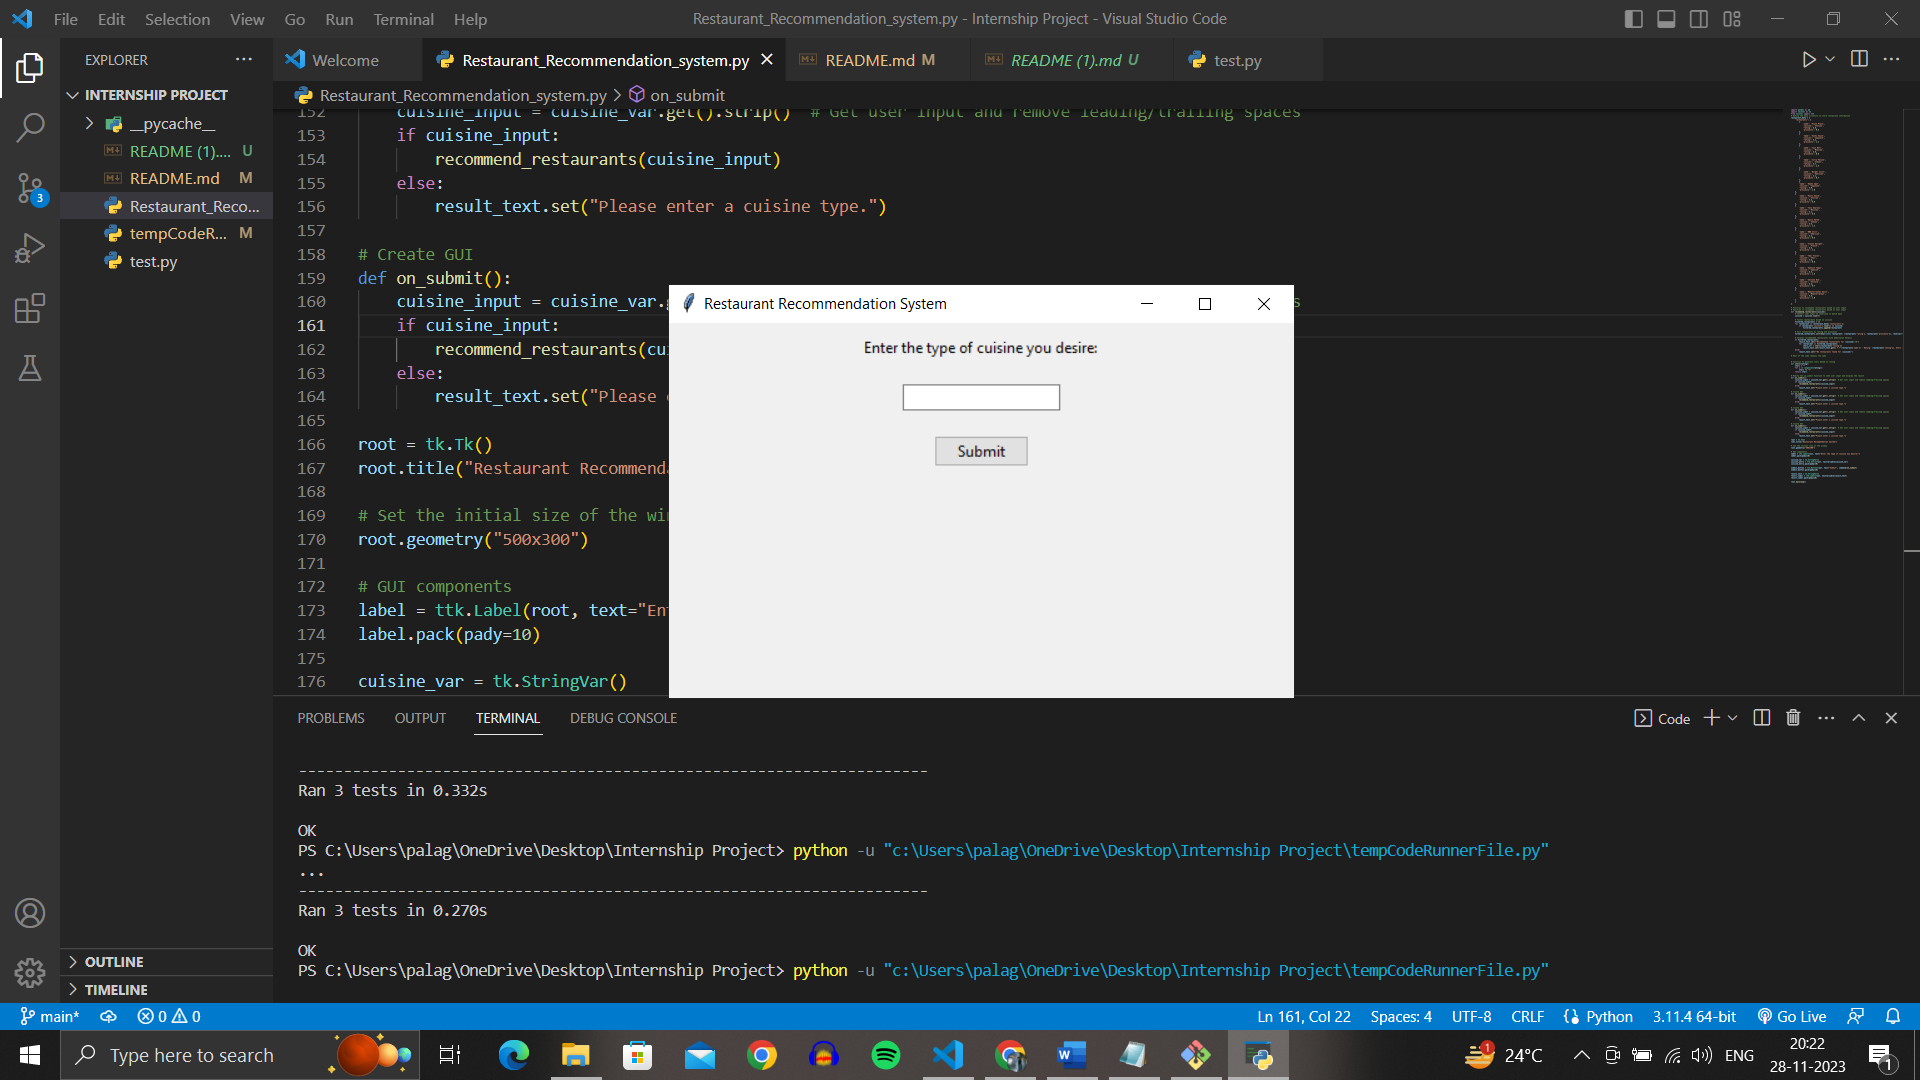 File Edit Selection View Go Run Terminal Help
Restaurant_Recommendation_system.py - Internship Project - Visual Studio Code
EXPLORER
Welcome
Restaurant_Recommendation_system.py
README.md M
README (1).md U
test.py
INTERNSHIP PROJECT
__pycache__
README (1).... U
README.md M
Restaurant_Reco...
tempCodeR... M
test.py
3
OUTLINE
TIMELINE
Restaurant_Recommendation_system.py > on_submit
152 cuisine_input = cuisine_var.get().strip() # Get user input and remove leading/trailing spaces
153 if cuisine_input:
154 recommend_restaurants(cuisine_input)
155 else:
156 result_text.set("Please enter a cuisine type.")
157
158 # Create GUI
159 def on_submit():
160 cuisine_input = cuisine_var.
161 if cuisine_input:
162 recommend_restaurants(cu
163 else:
164 result_text.set("Please
165
166 root = tk.Tk()
167 root.title("Restaurant Recommend
168
169 # Set the initial size of the wi
170 root.geometry("500x300")
171
172 # GUI components
173 label = ttk.Label(root, text="En
174 label.pack(pady=10)
175
176 cuisine_var = tk.StringVar()
Restaurant Recommendation System
Enter the type of cuisine you desire:
Submit
PROBLEMS OUTPUT TERMINAL DEBUG CONSOLE
Code
----------------------------------------------------------------------
Ran 3 tests in 0.332s
OK
PS C:\Users\palag\OneDrive\Desktop\Internship Project> python -u "c:\Users\palag\OneDrive\Desktop\Internship Project\tempCodeRunnerFile.py"
...
----------------------------------------------------------------------
Ran 3 tests in 0.270s
OK
PS C:\Users\palag\OneDrive\Desktop\Internship Project> python -u "c:\Users\palag\OneDrive\Desktop\Internship Project\tempCodeRunnerFile.py"
main* 0 0
Ln 161, Col 22 Spaces: 4 UTF-8 CRLF Python 3.11.4 64-bit Go Live
Type here to search
1
24°C
ENG
20:22
28-11-2023
1